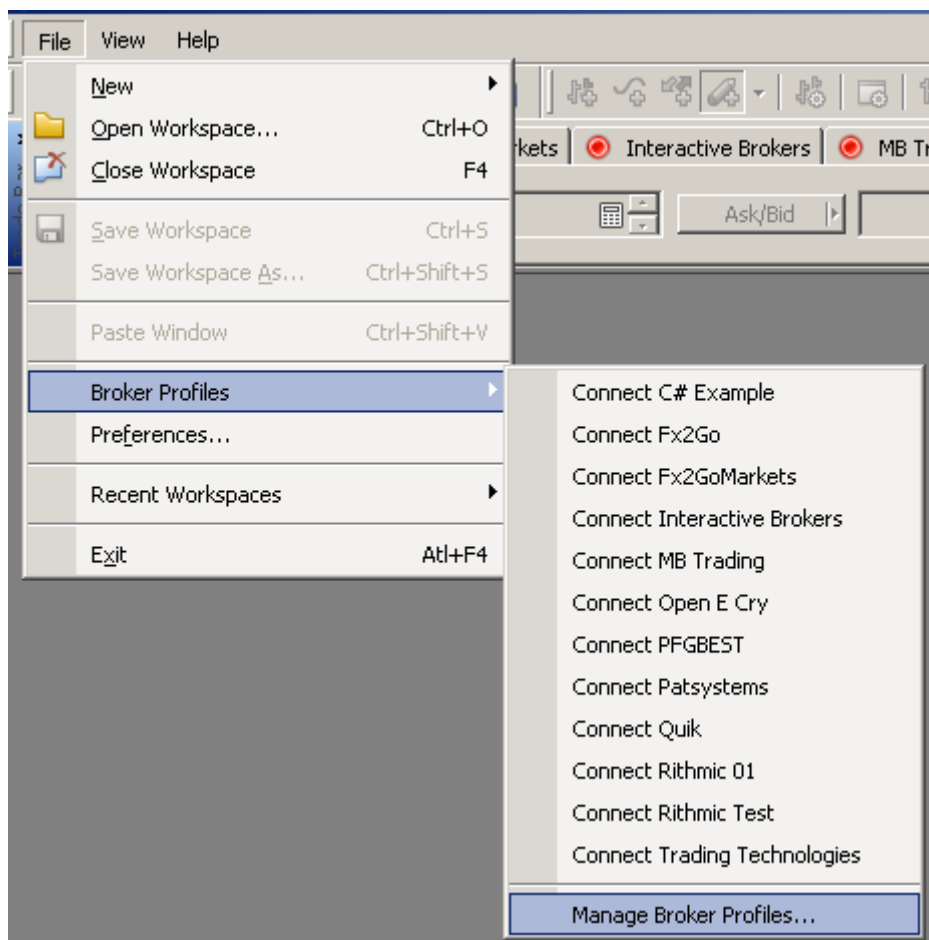 File View Help
New
Open Workspace... Ctrl+O
Close Workspace F4
Save Workspace Ctrl+S
Save Workspace As... Ctrl+Shift+S
Paste Window Ctrl+Shift+V
Broker Profiles
Preferences...
Recent Workspaces
Exit Atl+F4
kets Interactive Brokers MB Tr
Ask/Bid
Connect C# Example
Connect Fx2Go
Connect Fx2GoMarkets
Connect Interactive Brokers
Connect MB Trading
Connect Open E Cry
Connect PFGBEST
Connect Patsystems
Connect Quik
Connect Rithmic 01
Connect Rithmic Test
Connect Trading Technologies
Manage Broker Profiles...